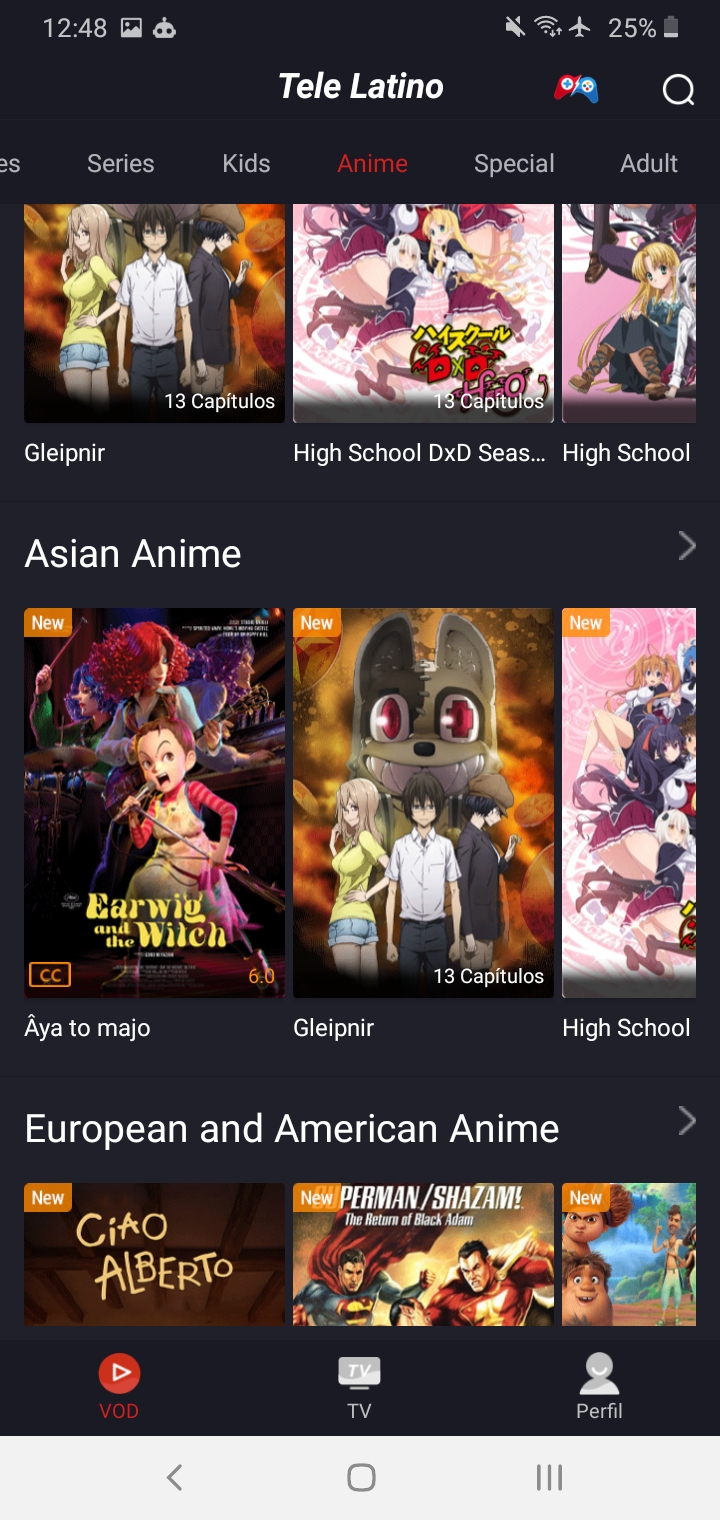 12:48
25%
Tele Latino
es
Series
Kids
Anime
Special
Adult
ハイスクール
D×D
HerO
13 Capítulos
13 Capítulos
Gleipnir
High School DxD Seas...
High School
Asian Anime
New
New
New
Earwig
and the Witch
CC
6.0
13 Capítulos
Âya to majo
Gleipnir
High School
European and American Anime
New
New
New
CiAO
ALBERTO
PERMAN/SHAZAM!
The Return of Black Adam
VOD
TV
TV
Perfil